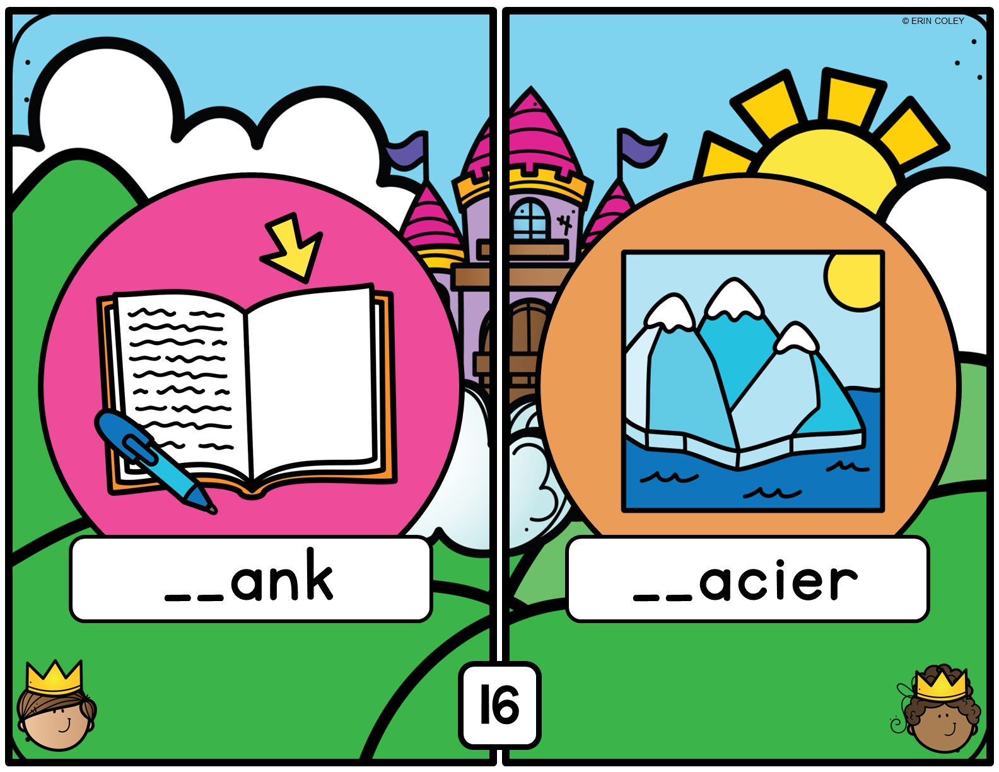 © ERIN COLEY
__ank
__acier
16